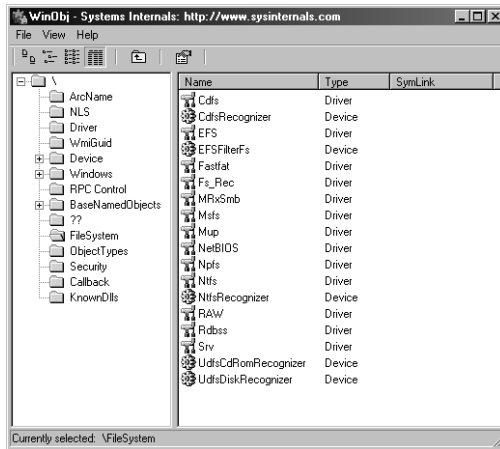 WinObj - Systems Internals: http://www.sysinternals.com
File View Help
\
ArcName
NLS
Driver
WmiGuid
Device
Windows
RPC Control
BaseNamedObjects
??
FileSystem
ObjectTypes
Security
Callback
KnownDlls
Name Type SymLink
Cdfs Driver
CdfsRecognizer Device
EFS Driver
EFSFilterFs Device
Fastfat Driver
Fs_Rec Driver
MRxSmb Driver
Msfs Driver
Mup Driver
NetBIOS Driver
Npfs Driver
Ntfs Driver
NtfsRecognizer Device
RAW Driver
Rdbss Driver
Srv Driver
UdfsCdRomRecognizer Device
UdfsDiskRecognizer Device
Currently selected: \FileSystem